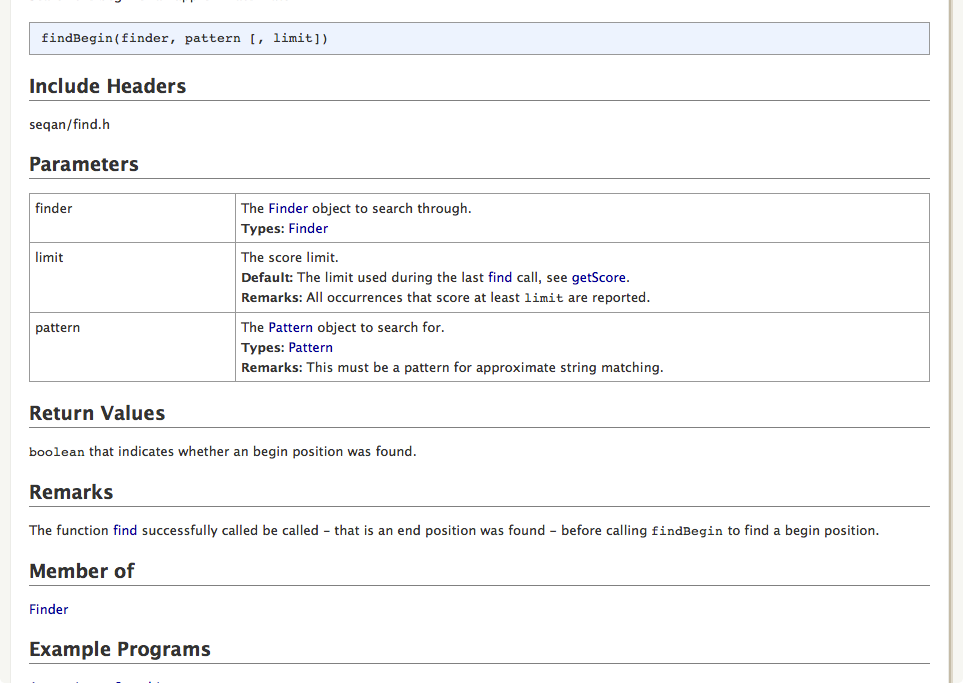 findBegin(finder, pattern [, limit])
Include Headers
seqan/find.h
Parameters
finder
The Finder object to search through.
Types: Finder
limit
The score limit.
Default: The limit used during the last find call, see getScore.
Remarks: All occurrences that score at least limit are reported.
pattern
The Pattern object to search for.
Types: Pattern
Remarks: This must be a pattern for approximate string matching.
Return Values
boolean that indicates whether an begin position was found.
Remarks
The function find successfully called be called – that is an end position was found – before calling findBegin to find a begin position.
Member of
Finder
Example Programs